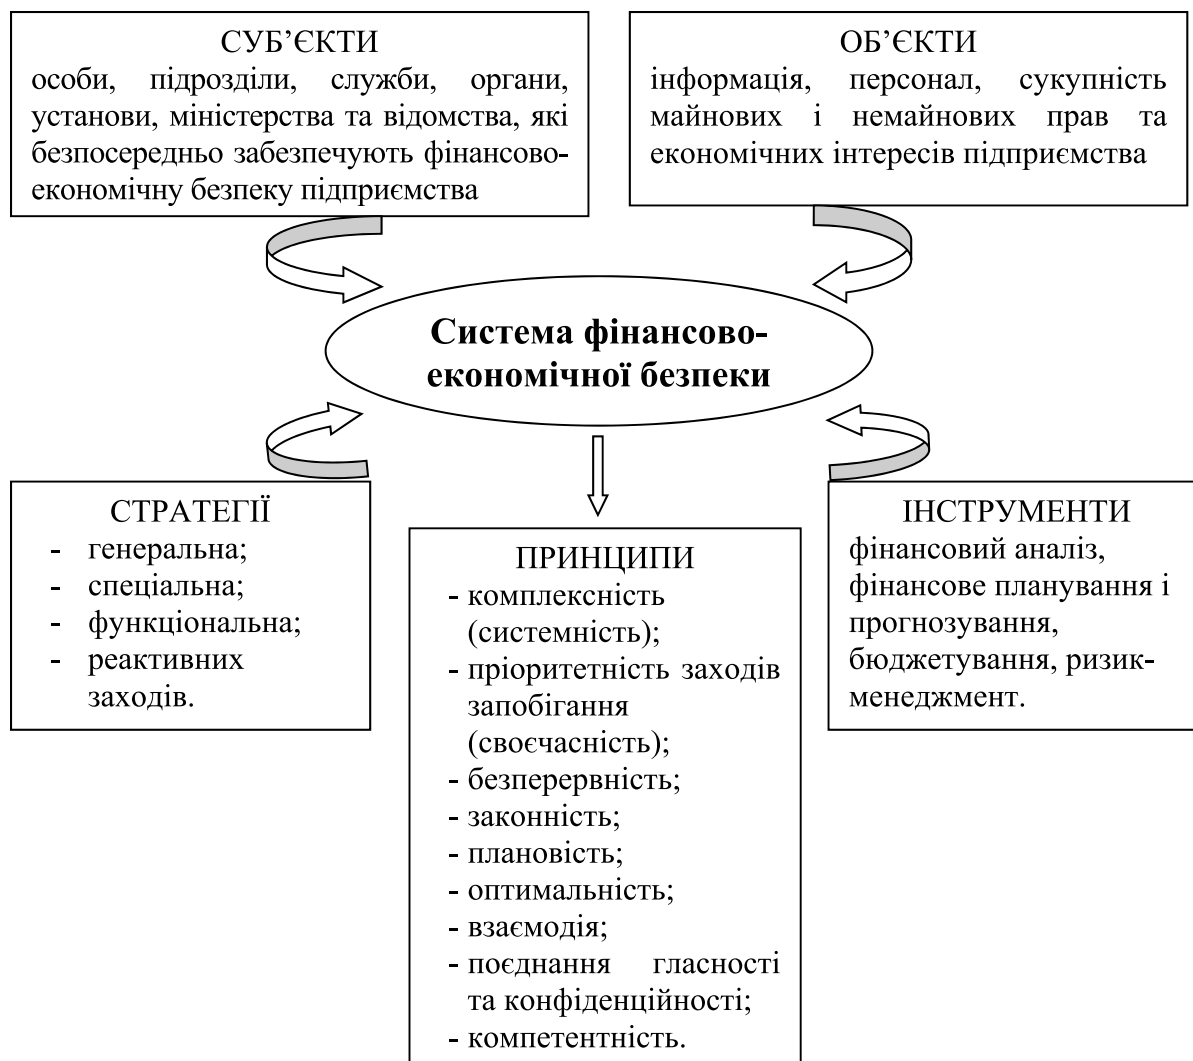 СУБ’ЄКТИ
особи, підрозділи, служби, органи,
установи, міністерства та відомства, які
безпосередньо забезпечують фінансово-
економічну безпеку підприємства
ОБ’ЄКТИ
інформація, персонал, сукупність
майнових і немайнових прав та
економічних інтересів підприємства
Система фінансово-
економічної безпеки
СТРАТЕГІЇ
- генеральна;
- спеціальна;
- функціональна;
- реактивних
заходів.
ПРИНЦИПИ
- комплексність
(системність);
- пріоритетність заходів
запобігання
(своєчасність);
- безперервність;
- законність;
- плановість;
- оптимальність;
- взаємодія;
- поєднання гласності
та конфіденційності;
- компетентність.
ІНСТРУМЕНТИ
фінансовий аналіз,
фінансове планування і
прогнозування,
бюджетування, ризик-
менеджмент.